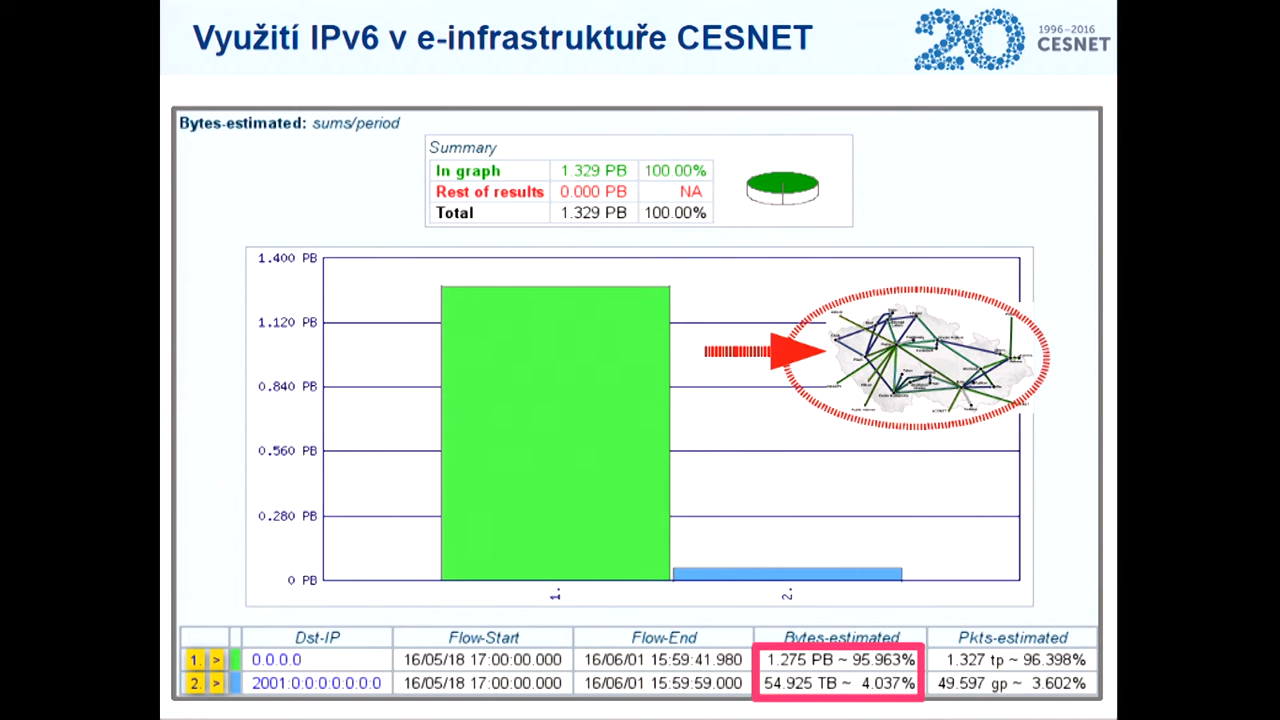 Využití IPv6 v e-infrastruktuře CESNET
20 1996–2016
CESNET
Bytes-estimated: sums/period
Summary
In graph 1.329 PB 100.00%
Rest of results 0.000 PB NA
Total 1.329 PB 100.00%
1.400 PB
1.120 PB
0.840 PB
0.560 PB
0.280 PB
0 PB
1. 2.
Dst-IP Flow-Start Flow-End Bytes-estimated Pkts-estimated
1. > 0.0.0.0 16/05/18 17:00:00.000 16/06/01 15:59:41.980 1.275 PB ~ 95.963% 1.327 tp ~ 96.398%
2. > 2001:0:0:0:0:0:0:0 16/05/18 17:00:00.000 16/06/01 15:59:59.000 54.925 TB ~ 4.037% 49.597 gp ~ 3.602%